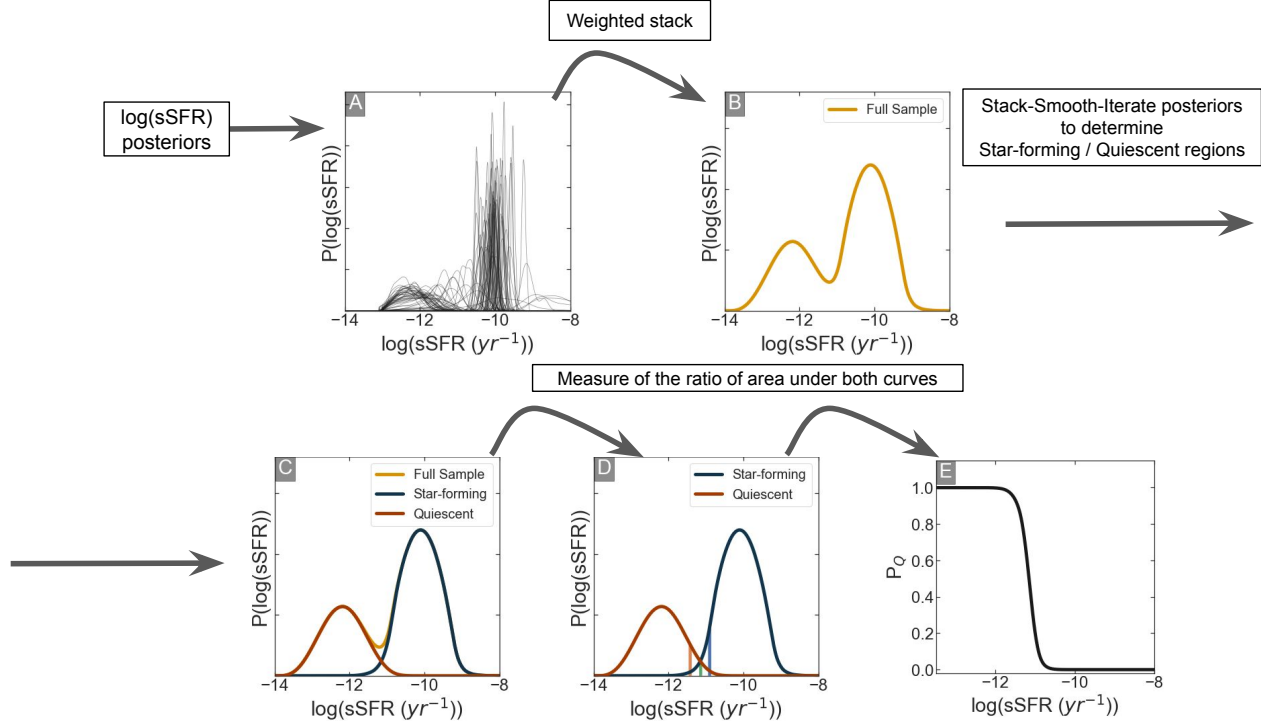 Weighted stack
log(sSFR)
posteriors
A
P(log(sSFR))
−14
−12
−10
−8
log(sSFR (yr⁻¹))
B
Full Sample
P(log(sSFR))
−14
−12
−10
−8
log(sSFR (yr⁻¹))
Stack-Smooth-Iterate posteriors
to determine
Star-forming / Quiescent regions
Measure of the ratio of area under both curves
C
Full Sample
Star-forming
Quiescent
P(log(sSFR))
−14
−12
−10
−8
log(sSFR (yr⁻¹))
D
Star-forming
Quiescent
P(log(sSFR))
−14
−12
−10
−8
log(sSFR (yr⁻¹))
E
1.0
0.8
0.6
0.4
0.2
0.0
P_Q
−12
−10
−8
log(sSFR (yr⁻¹))